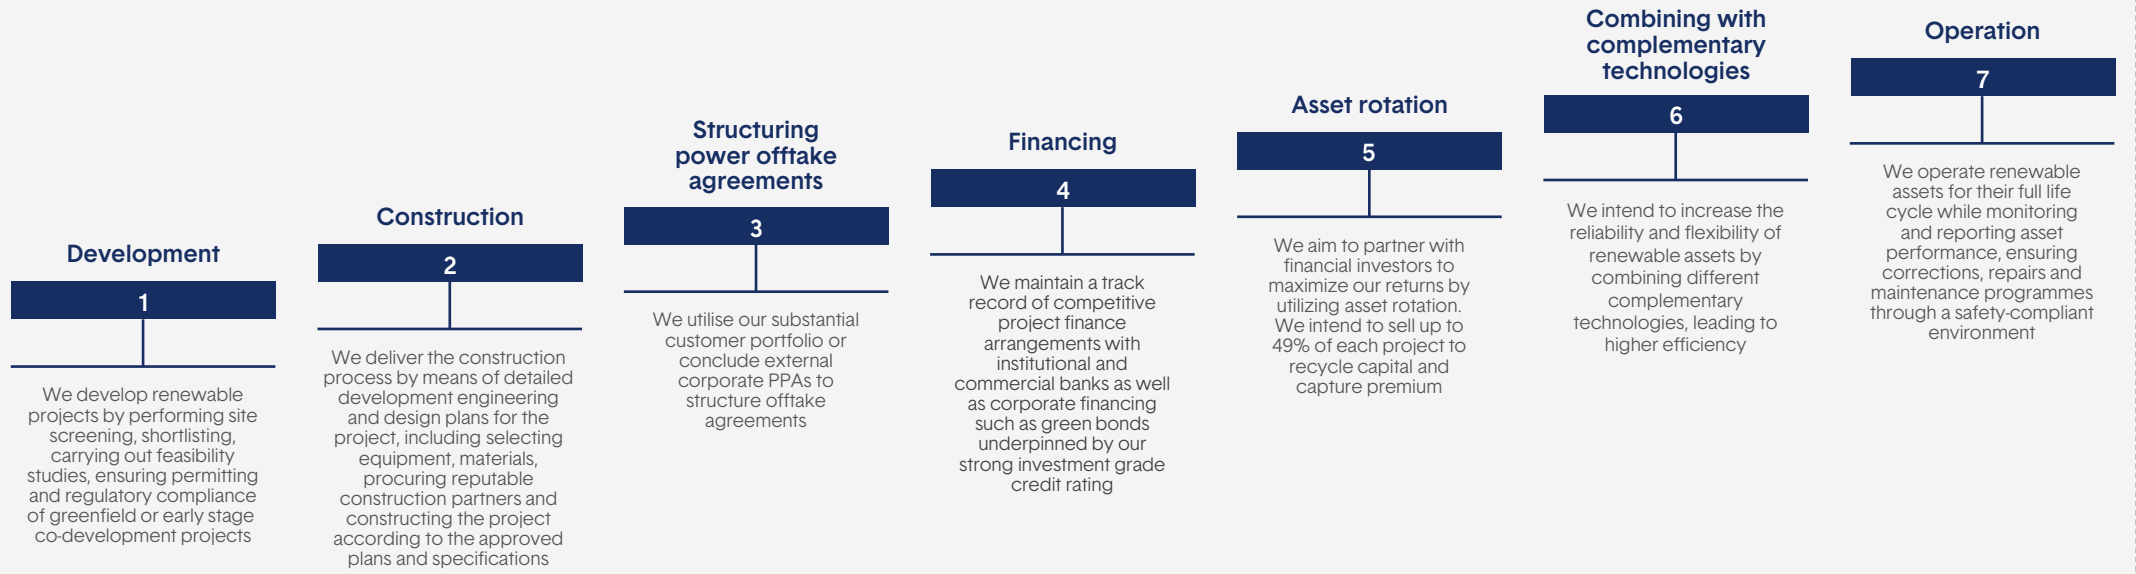 Development
1
We develop renewable
projects by performing site
screening, shortlisting,
carrying out feasibility
studies, ensuring permitting
and regulatory compliance
of greenfield or early stage
co-development projects
Construction
2
We deliver the construction
process by means of detailed
development engineering
and design plans for the
project, including selecting
equipment, materials,
procuring reputable
construction partners and
constructing the project
according to the approved
plans and specifications
Structuring
power offtake
agreements
3
We utilise our substantial
customer portfolio or
conclude external
corporate PPAs to
structure offtake
agreements
Financing
4
We maintain a track
record of competitive
project finance
arrangements with
institutional and
commercial banks as well
as corporate financing
such as green bonds
underpinned by our
strong investment grade
credit rating
Asset rotation
5
We aim to partner with
financial investors to
maximize our returns by
utilizing asset rotation.
We intend to sell up to
49% of each project to
recycle capital and
capture premium
Combining with
complementary
technologies
6
We intend to increase the
reliability and flexibility of
renewable assets by
combining different
complementary
technologies, leading to
higher efficiency
Operation
7
We operate renewable
assets for their full life
cycle while monitoring
and reporting asset
performance, ensuring
corrections, repairs and
maintenance programmes
through a safety-compliant
environment